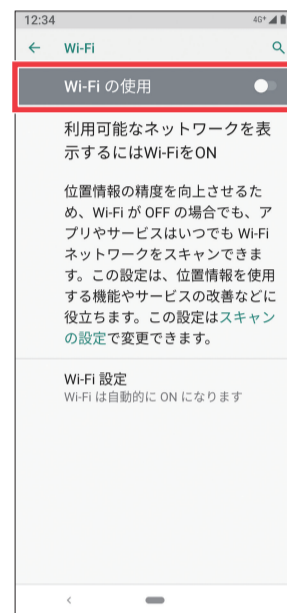 12:34 4G+
Wi-Fi
Wi-Fi の使用
利用可能なネットワークを表
示するにはWi-FiをON
位置情報の精度を向上させるた
め、Wi-Fi が OFF の場合でも、ア
プリやサービスはいつでも Wi-Fi
ネットワークをスキャンできま
す。この設定は、位置情報を使用
する機能やサービスの改善などに
役立ちます。この設定はスキャン
の設定で変更できます。
Wi-Fi 設定
Wi-Fi は自動的に ON になります